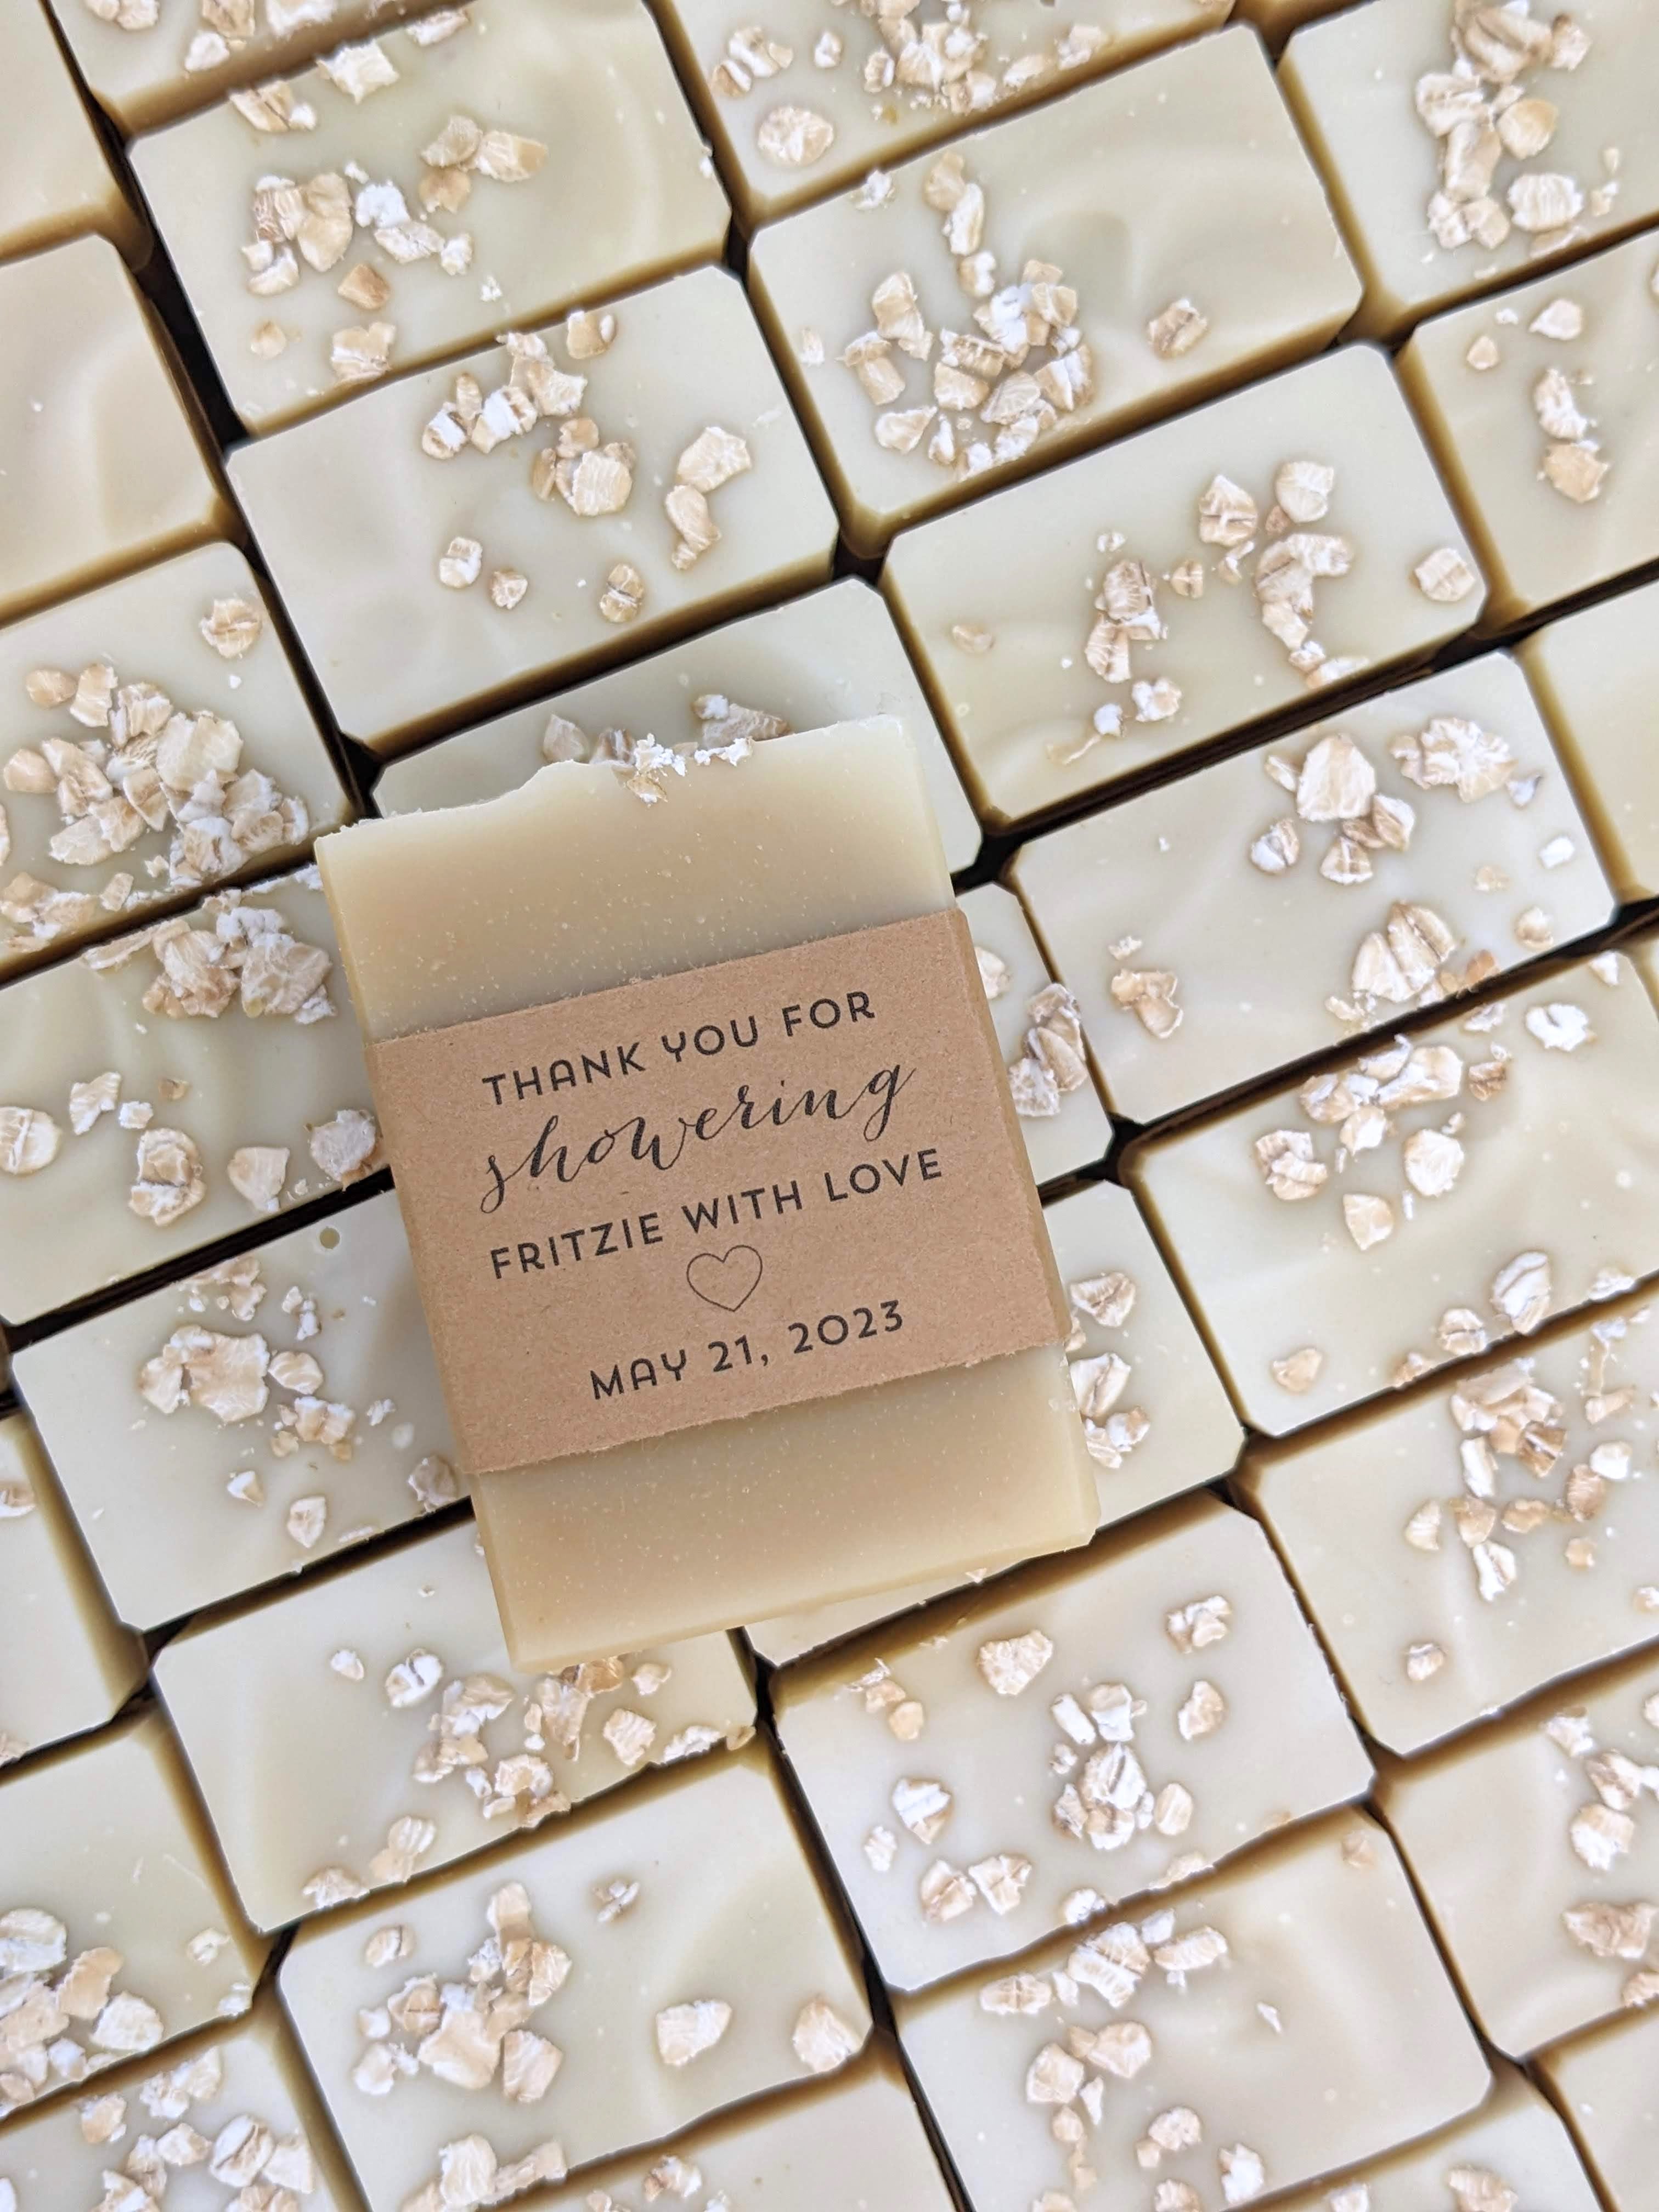 THANK YOU FOR
showering
FRITZIE WITH LOVE
MAY 21, 2023